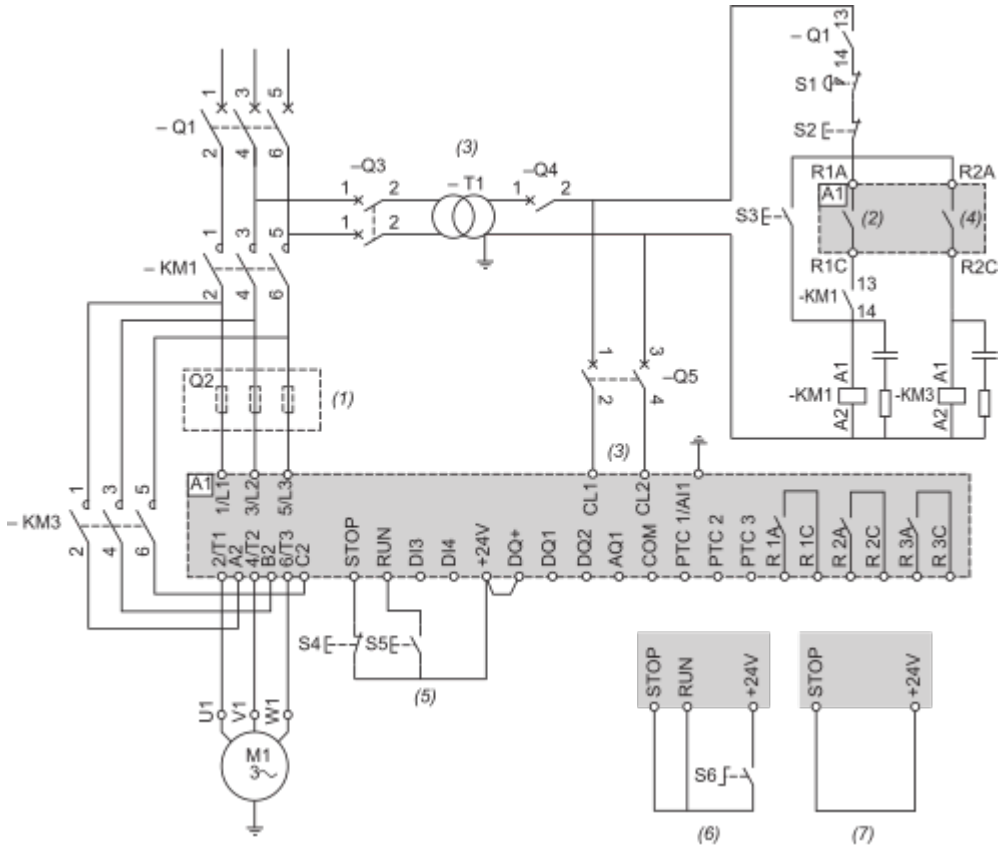 13
– Q1
14
S1
S2
R1A
R2A
A1
(2)
(4)
S3
R1C
R2C
13
-KM1
14
A1
A1
-KM1
-KM3
A2
A2
1
3
5
– Q1
2
4
6
–Q3
1
2
1
2
(3)
– T1
–Q4
1
2
1
3
5
– KM1
2
4
6
Q2
(1)
1
3
–Q5
2
4
(3)
1
3
5
– KM3
2
4
6
A1
1/L1
3/L2
5/L3
CL1
CL2
PTC 1/AI1
2/T1
A2
4/T2
B2
6/T3
C2
STOP
RUN
DI3
DI4
+24V
DQ+
DQ1
DQ2
AQ1
COM
PTC 2
PTC 3
R 1A
R 1C
R2A
R 2C
R 3A
R 3C
S4
S5
(5)
U1
V1
W1
M1
3
STOP
RUN
+24V
S6
(6)
STOP
+24V
(7)